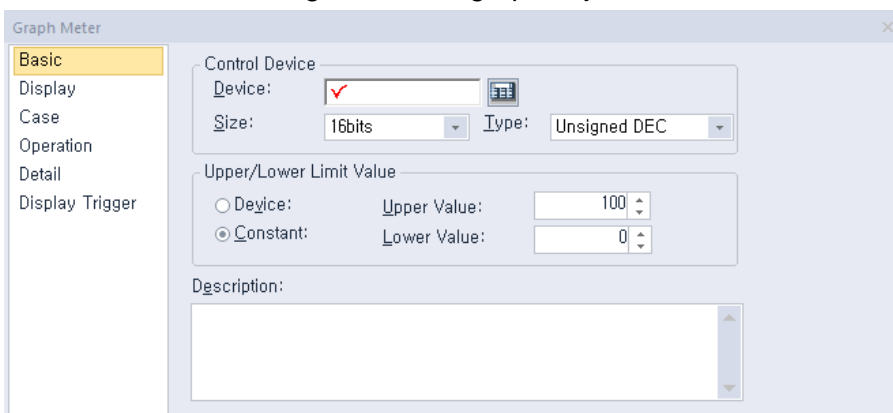 Graph Meter
Basic
Display
Case
Operation
Detail
Display Trigger
Control Device
Device:
Size: 16bits Type: Unsigned DEC
Upper/Lower Limit Value
Device: Upper Value: 100
Constant: Lower Value: 0
Description: